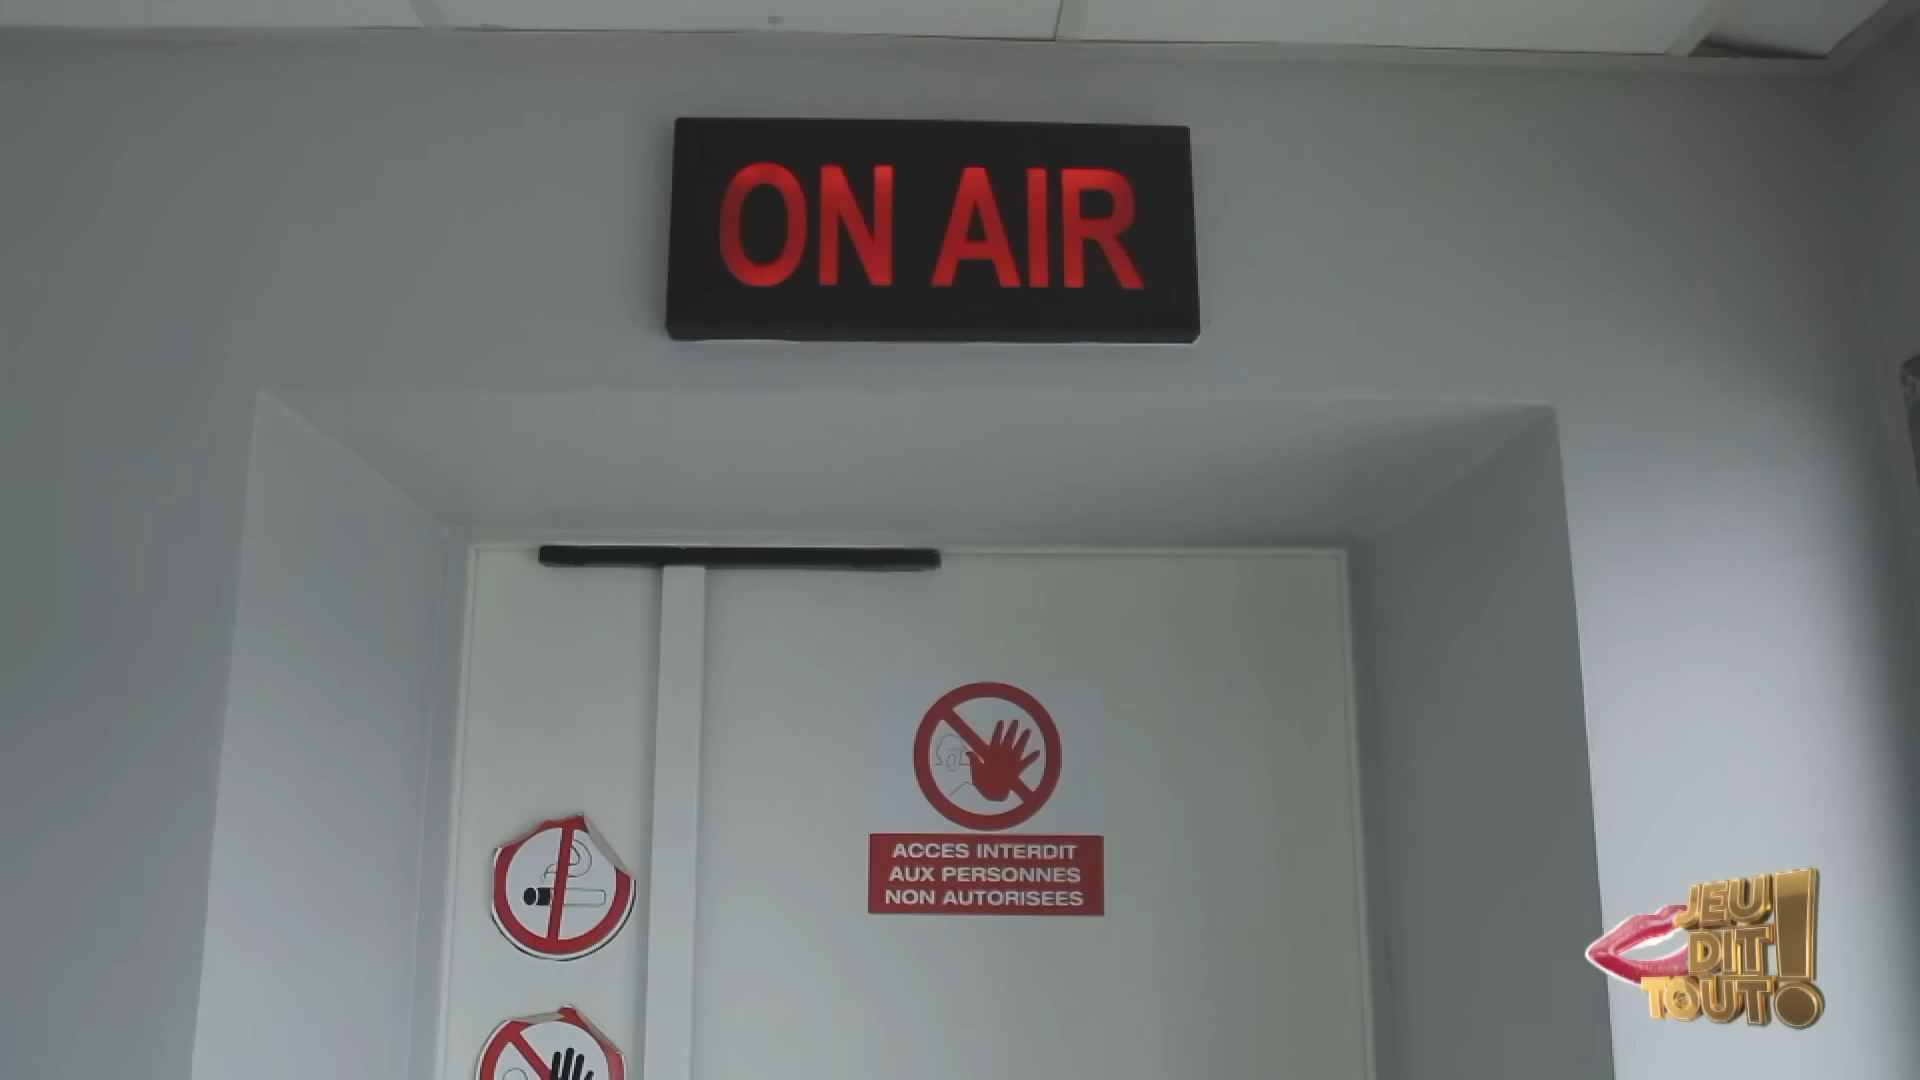 ON AIR
ACCES INTERDIT
AUX PERSONNES
NON AUTORISEES
JEU
DIT
TOUT!